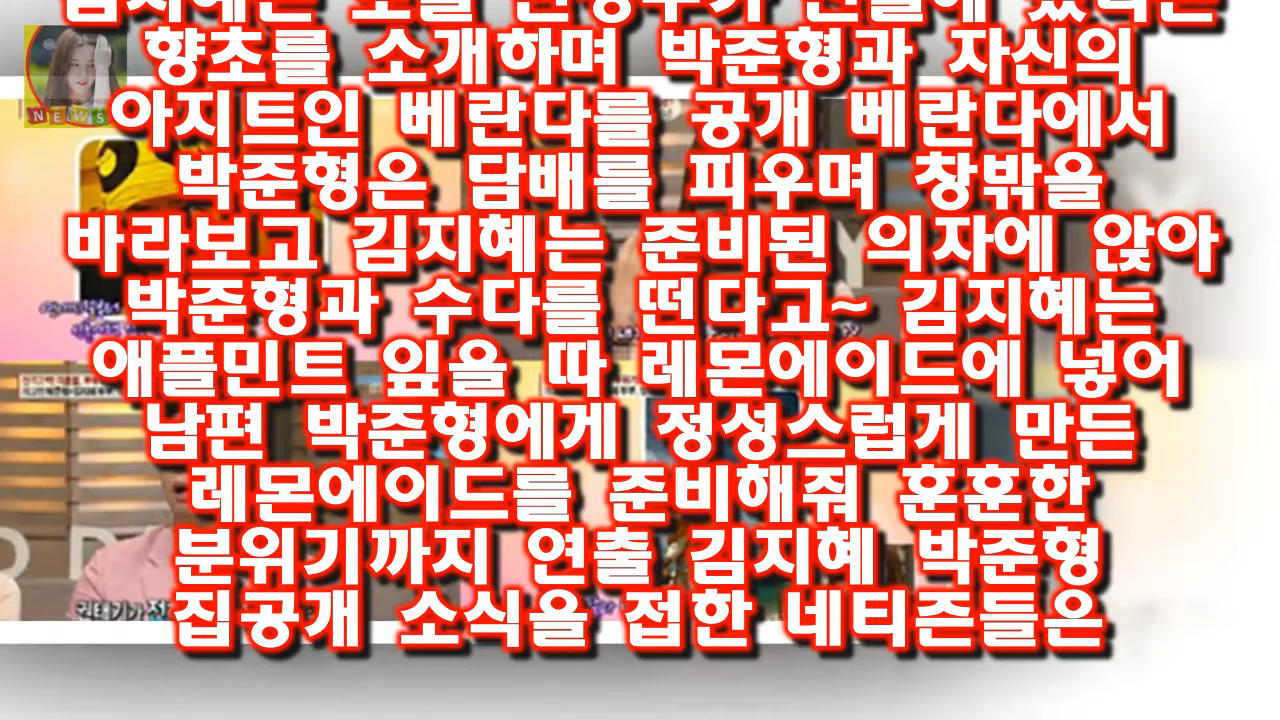 향초를 소개하며 박준형과 자신의
NEWS
아지트인 베란다를 공개 베란다에서
박준형은 담배를 피우며 창밖을
바라보고 김지혜는 준비된 의자에 앉아
박준형과 수다를 떤다고~ 김지혜는
애플민트 잎을 따 레몬에이드에 넣어
남편 박준형에게 정성스럽게 만든
레몬에이드를 준비해줘 훈훈한
분위기까지 연출 김지혜 박준형
집공개 소식을 접한 네티즌들은